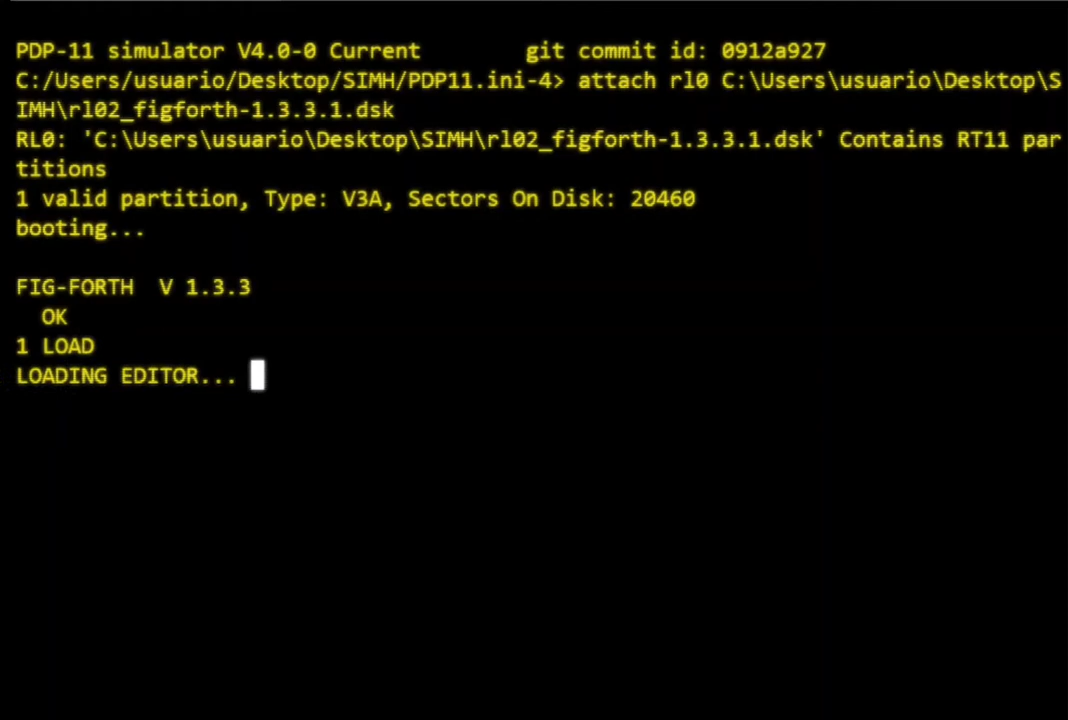 PDP-11 simulator V4.0-0 Current        git commit id: 0912a927
C:/Users/usuario/Desktop/SIMH/PDP11.ini-4> attach rl0 C:\Users\usuario\Desktop\S
IMH\rl02_figforth-1.3.3.1.dsk
RL0: 'C:\Users\usuario\Desktop\SIMH\rl02_figforth-1.3.3.1.dsk' Contains RT11 par
titions
1 valid partition, Type: V3A, Sectors On Disk: 20460
booting...
FIG-FORTH  V 1.3.3
OK
1 LOAD
LOADING EDITOR...